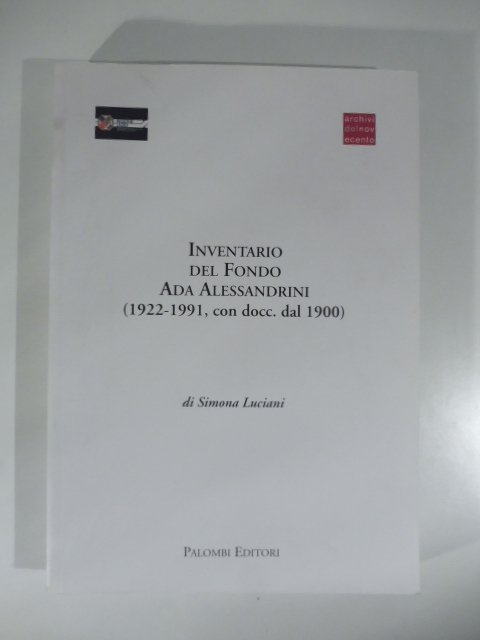 archivi
delnov
ecento
INVENTARIO
DEL FONDO
ADA ALESSANDRINI
(1922-1991, con docc. dal 1900)
di Simona Luciani
PALOMBI EDITORI